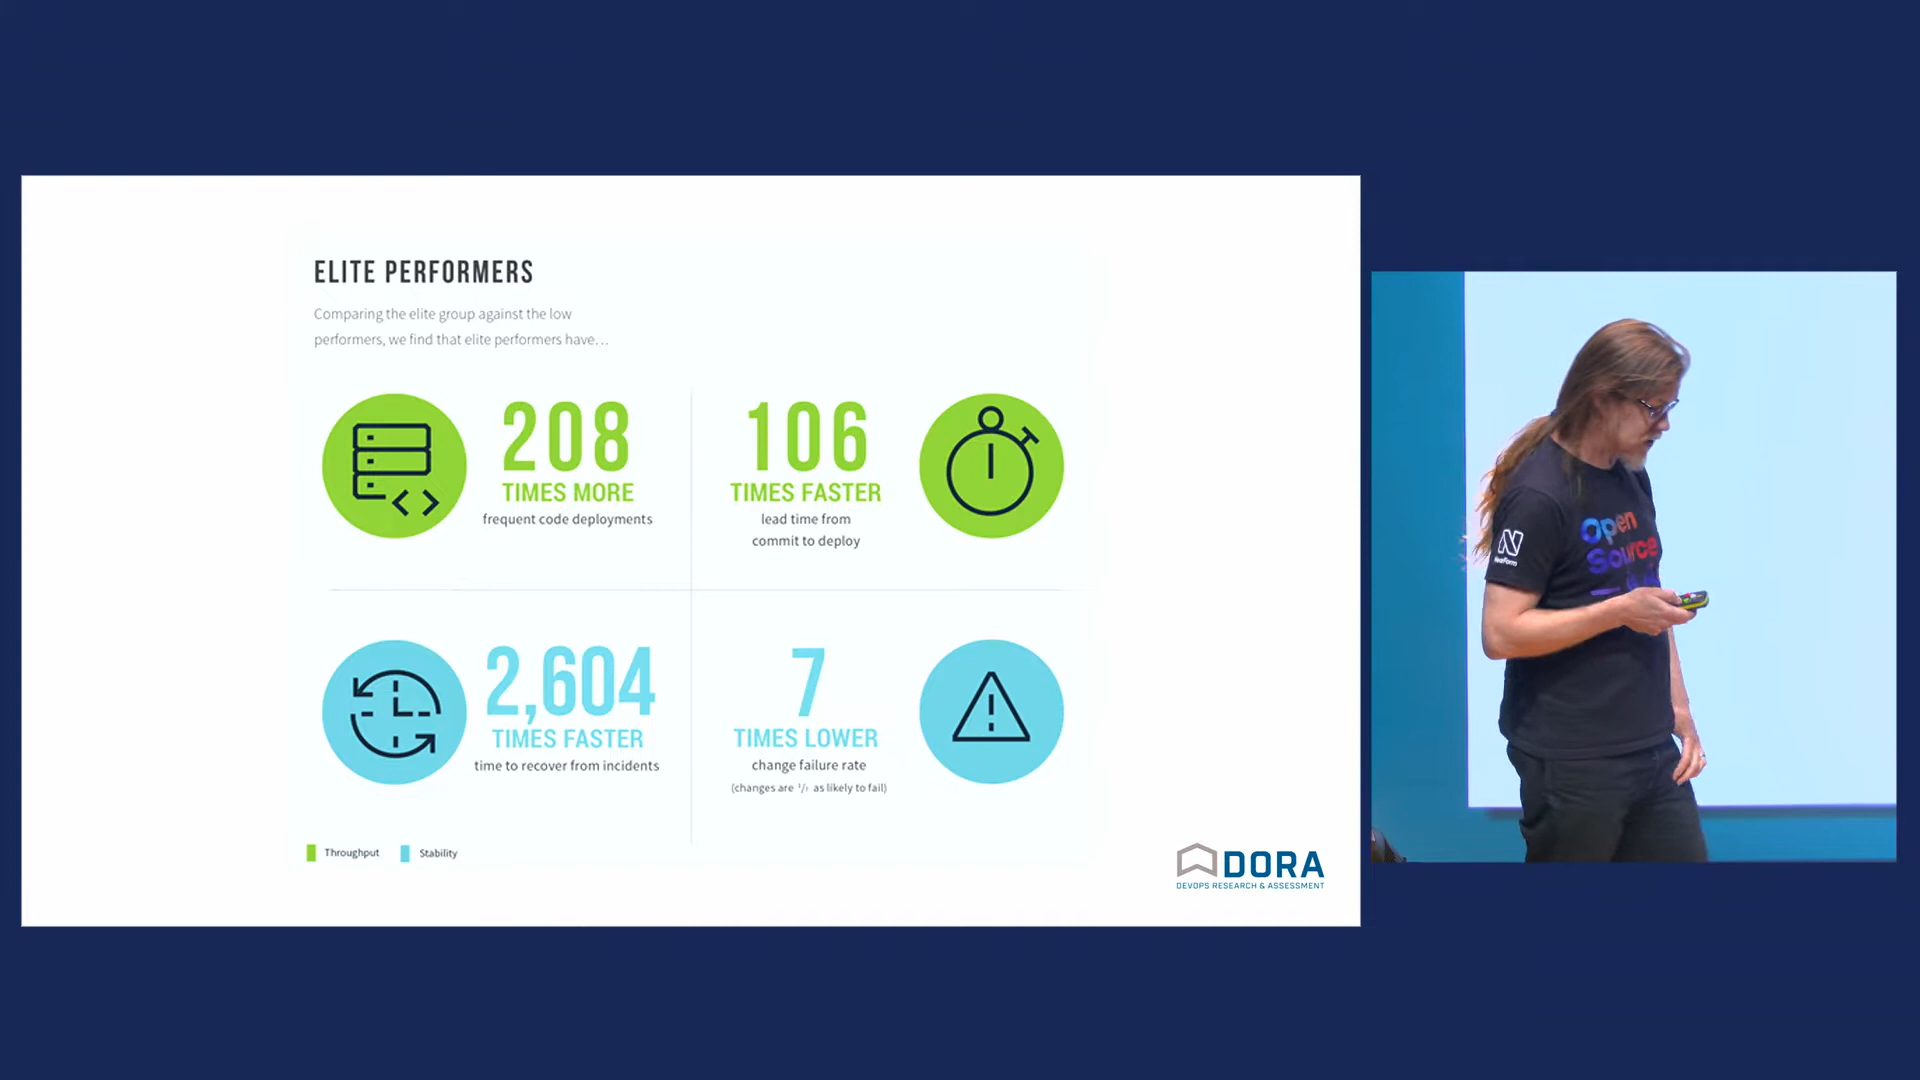 ELITE PERFORMERS
Comparing the elite group against the low
performers, we find that elite performers have...
208
TIMES MORE
frequent code deployments
106
TIMES FASTER
lead time from
commit to deploy
2,604
TIMES FASTER
time to recover from incidents
7
TIMES LOWER
change failure rate
(changes are as likely to fail)
Throughput
Stability
DORA
DEVOPS RESEARCH & ASSESSMENT
Open
Source
N
NearForm